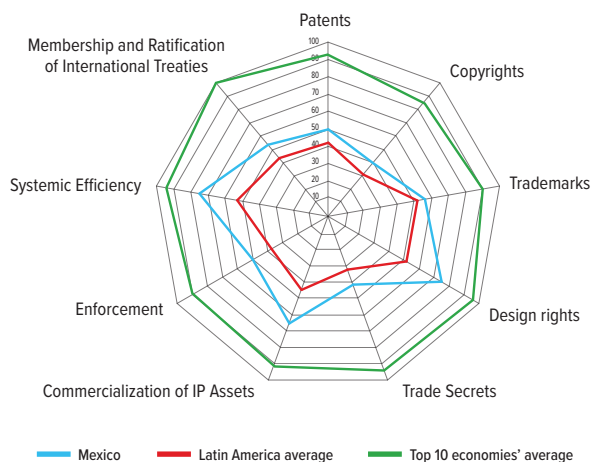 Patents
Membership and Ratification
of International Treaties
Copyrights
100
90
80
70
60
50
40
30
20
10
Systemic Efficiency
Trademarks
Enforcement
Design rights
Commercialization of IP Assets
Trade Secrets
Mexico
Latin America average
Top 10 economies’ average